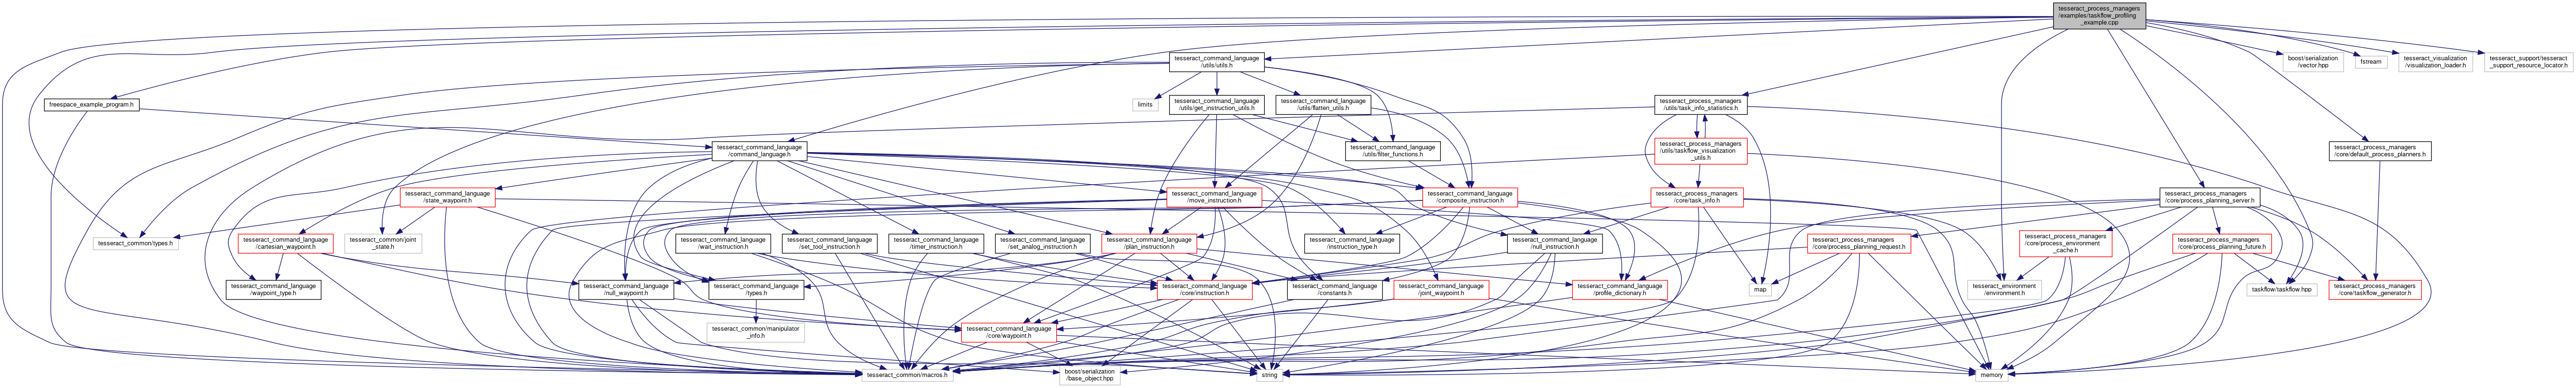 tesseract_process_managers
/examples/taskflow_profiling
_example.cpp
tesseract_command_language
/utils/utils.h
boost/serialization
/vector.hpp
fstream
tesseract_visualization
/visualization_loader.h
tesseract_support/tesseract
_support_resource_locator.h
freespace_example_program.h
limits
tesseract_command_language
/utils/get_instruction_utils.h
tesseract_command_language
/utils/flatten_utils.h
tesseract_process_managers
/utils/task_info_statistics.h
tesseract_command_language
/command_language.h
tesseract_command_language
/utils/filter_functions.h
tesseract_process_managers
/utils/taskflow_visualization
_utils.h
tesseract_process_managers
/core/default_process_planners.h
tesseract_command_language
/state_waypoint.h
tesseract_command_language
/move_instruction.h
tesseract_command_language
/composite_instruction.h
tesseract_process_managers
/core/task_info.h
tesseract_process_managers
/core/process_planning_server.h
tesseract_common/types.h
tesseract_command_language
/cartesian_waypoint.h
tesseract_common/joint
_state.h
tesseract_command_language
/wait_instruction.h
tesseract_command_language
/set_tool_instruction.h
tesseract_command_language
/timer_instruction.h
tesseract_command_language
/set_analog_instruction.h
tesseract_command_language
/plan_instruction.h
tesseract_command_language
/instruction_type.h
tesseract_command_language
/null_instruction.h
tesseract_process_managers
/core/process_planning_request.h
tesseract_process_managers
/core/process_environment
_cache.h
tesseract_process_managers
/core/process_planning_future.h
tesseract_command_language
/waypoint_type.h
tesseract_command_language
/null_waypoint.h
tesseract_command_language
/types.h
tesseract_command_language
/core/instruction.h
tesseract_command_language
/constants.h
tesseract_command_language
/joint_waypoint.h
tesseract_command_language
/profile_dictionary.h
map
tesseract_environment
/environment.h
taskflow/taskflow.hpp
tesseract_process_managers
/core/taskflow_generator.h
tesseract_common/manipulator
_info.h
tesseract_command_language
/core/waypoint.h
tesseract_common/macros.h
boost/serialization
/base_object.hpp
string
memory